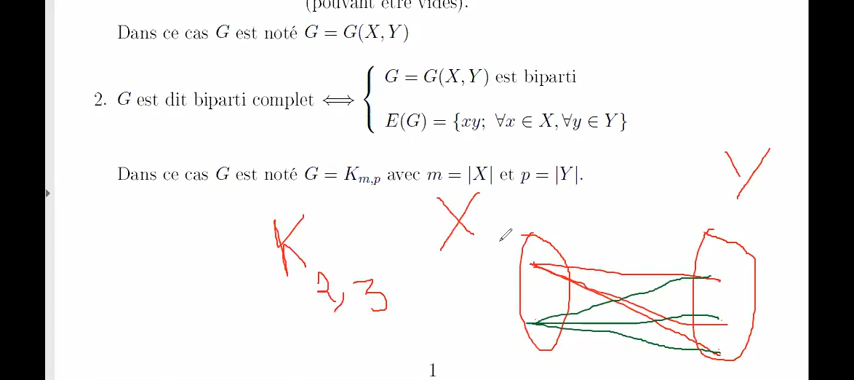 (pouvant être vides).
Dans ce cas G est noté G = G(X, Y)
2. G est dit biparti complet ⟺ { G = G(X, Y) est biparti
E(G) = {xy; ∀x ∈ X, ∀y ∈ Y}
Dans ce cas G est noté G = K_{m,p} avec m = |X| et p = |Y|.
Y
X
K_{2,3}
1